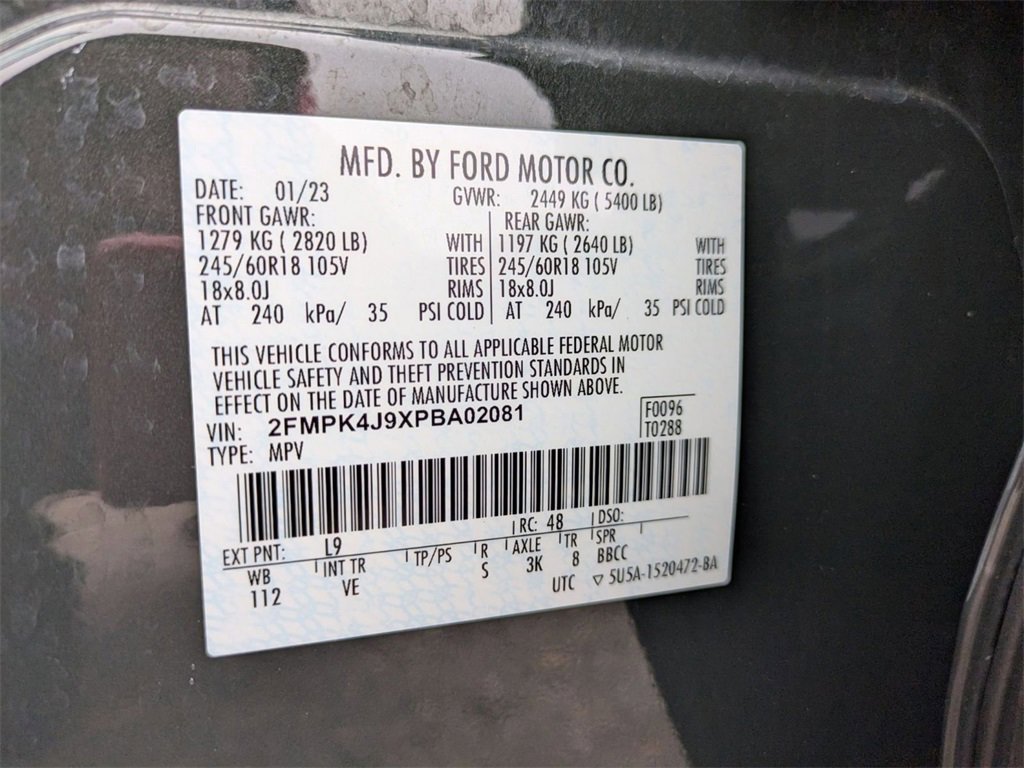 MFD. BY FORD MOTOR CO.
DATE: 01/23 GVWR: 2449 KG ( 5400 LB)
FRONT GAWR: REAR GAWR:
1279 KG ( 2820 LB) WITH 1197 KG ( 2640 LB) WITH
245/60R18 105V TIRES 245/60R18 105V TIRES
18x8.0J RIMS 18x8.0J RIMS
AT 240 kPa/ 35 PSI COLD AT 240 kPa/ 35 PSI COLD
THIS VEHICLE CONFORMS TO ALL APPLICABLE FEDERAL MOTOR
VEHICLE SAFETY AND THEFT PREVENTION STANDARDS IN
EFFECT ON THE DATE OF MANUFACTURE SHOWN ABOVE.
VIN: 2FMPK4J9XPBA02081 F0096
TYPE: MPV T0288
EXT PNT: L9 RC: 48 DSO:
WB INT TR TP/PS R AXLE TR SPR
112 VE S 3K 8 BBCC
UTC ▽ 5U5A-1520472-BA